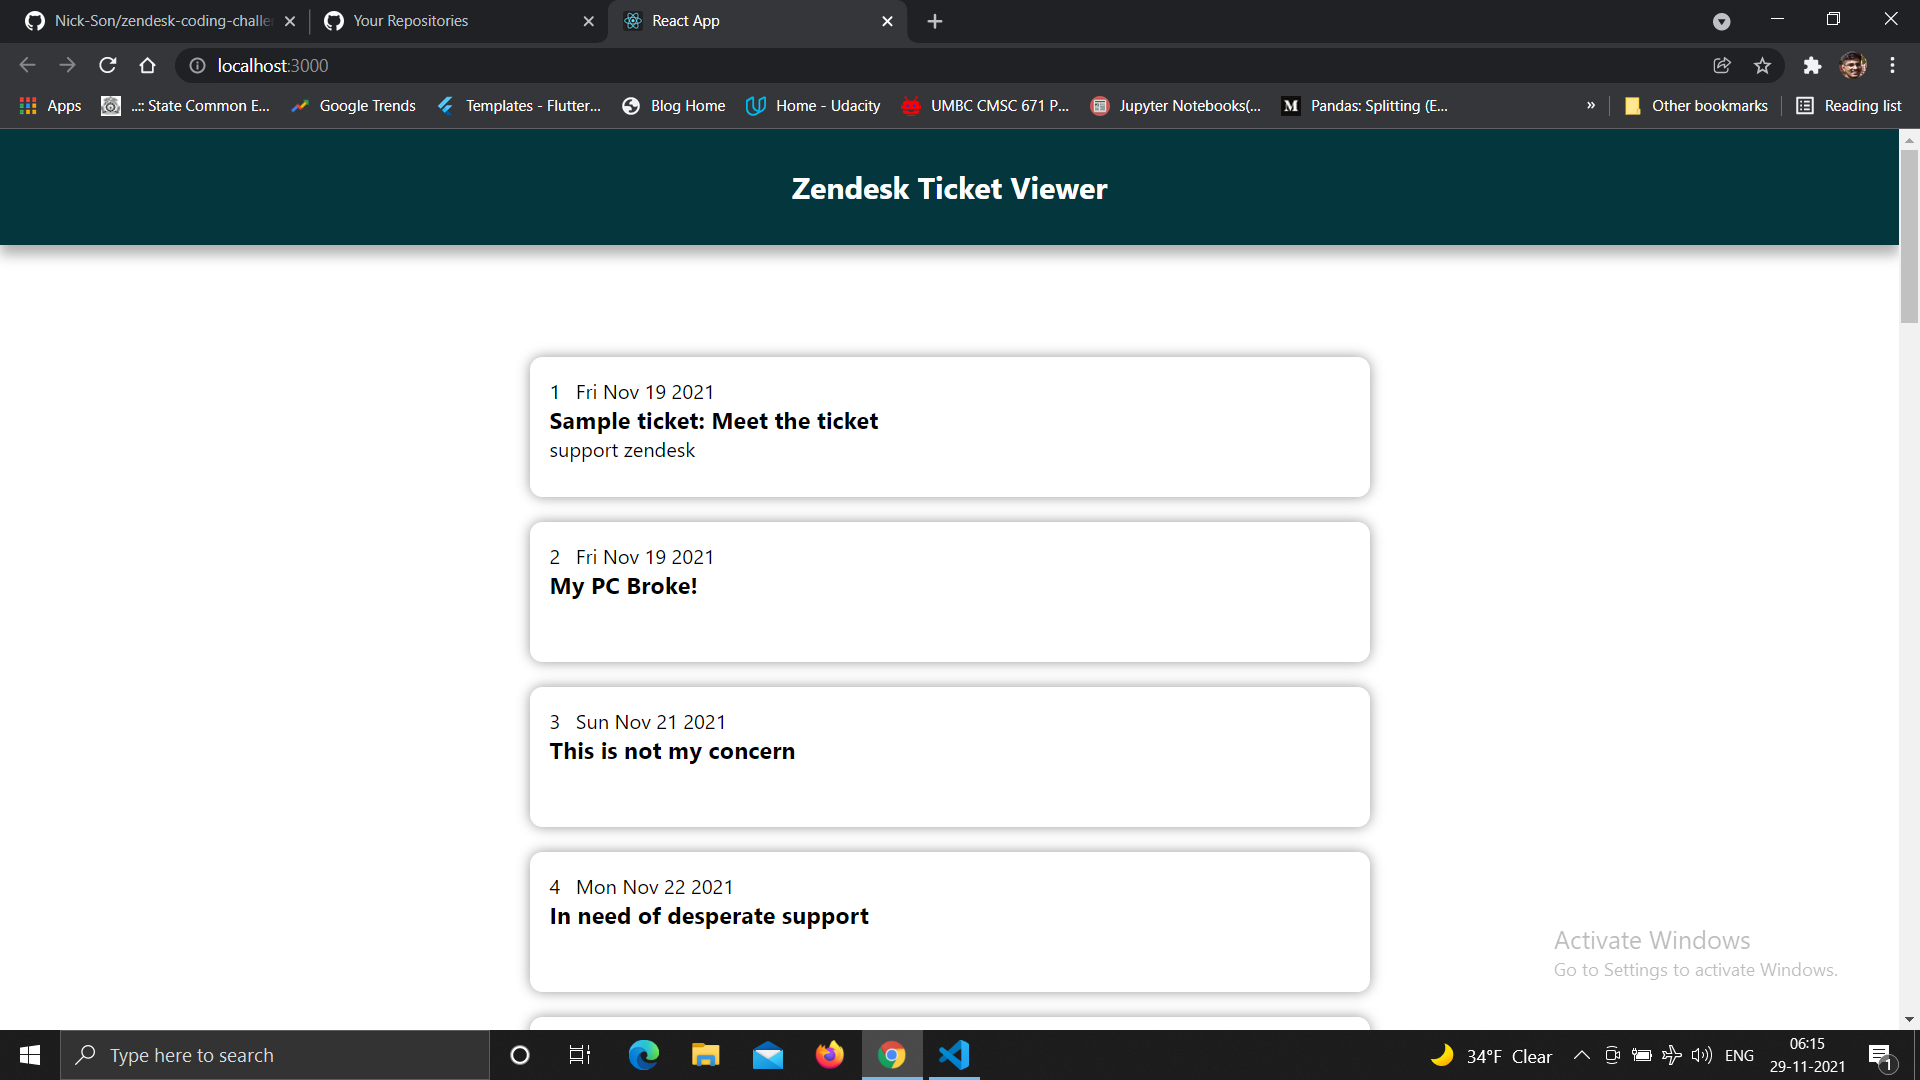 Nick-Son/zendesk-coding-challe
Your Repositories
React App
localhost:3000
Apps
..:: State Common E...
Google Trends
Templates - Flutter...
Blog Home
Home - Udacity
UMBC CMSC 671 P...
Jupyter Notebooks(...
M
Pandas: Splitting (E...
»
Other bookmarks
Reading list
Zendesk Ticket Viewer
1 Fri Nov 19 2021
Sample ticket: Meet the ticket
support zendesk
2 Fri Nov 19 2021
My PC Broke!
3 Sun Nov 21 2021
This is not my concern
4 Mon Nov 22 2021
In need of desperate support
Activate Windows
Go to Settings to activate Windows.
Type here to search
34°F Clear
ENG
06:15
29-11-2021
1